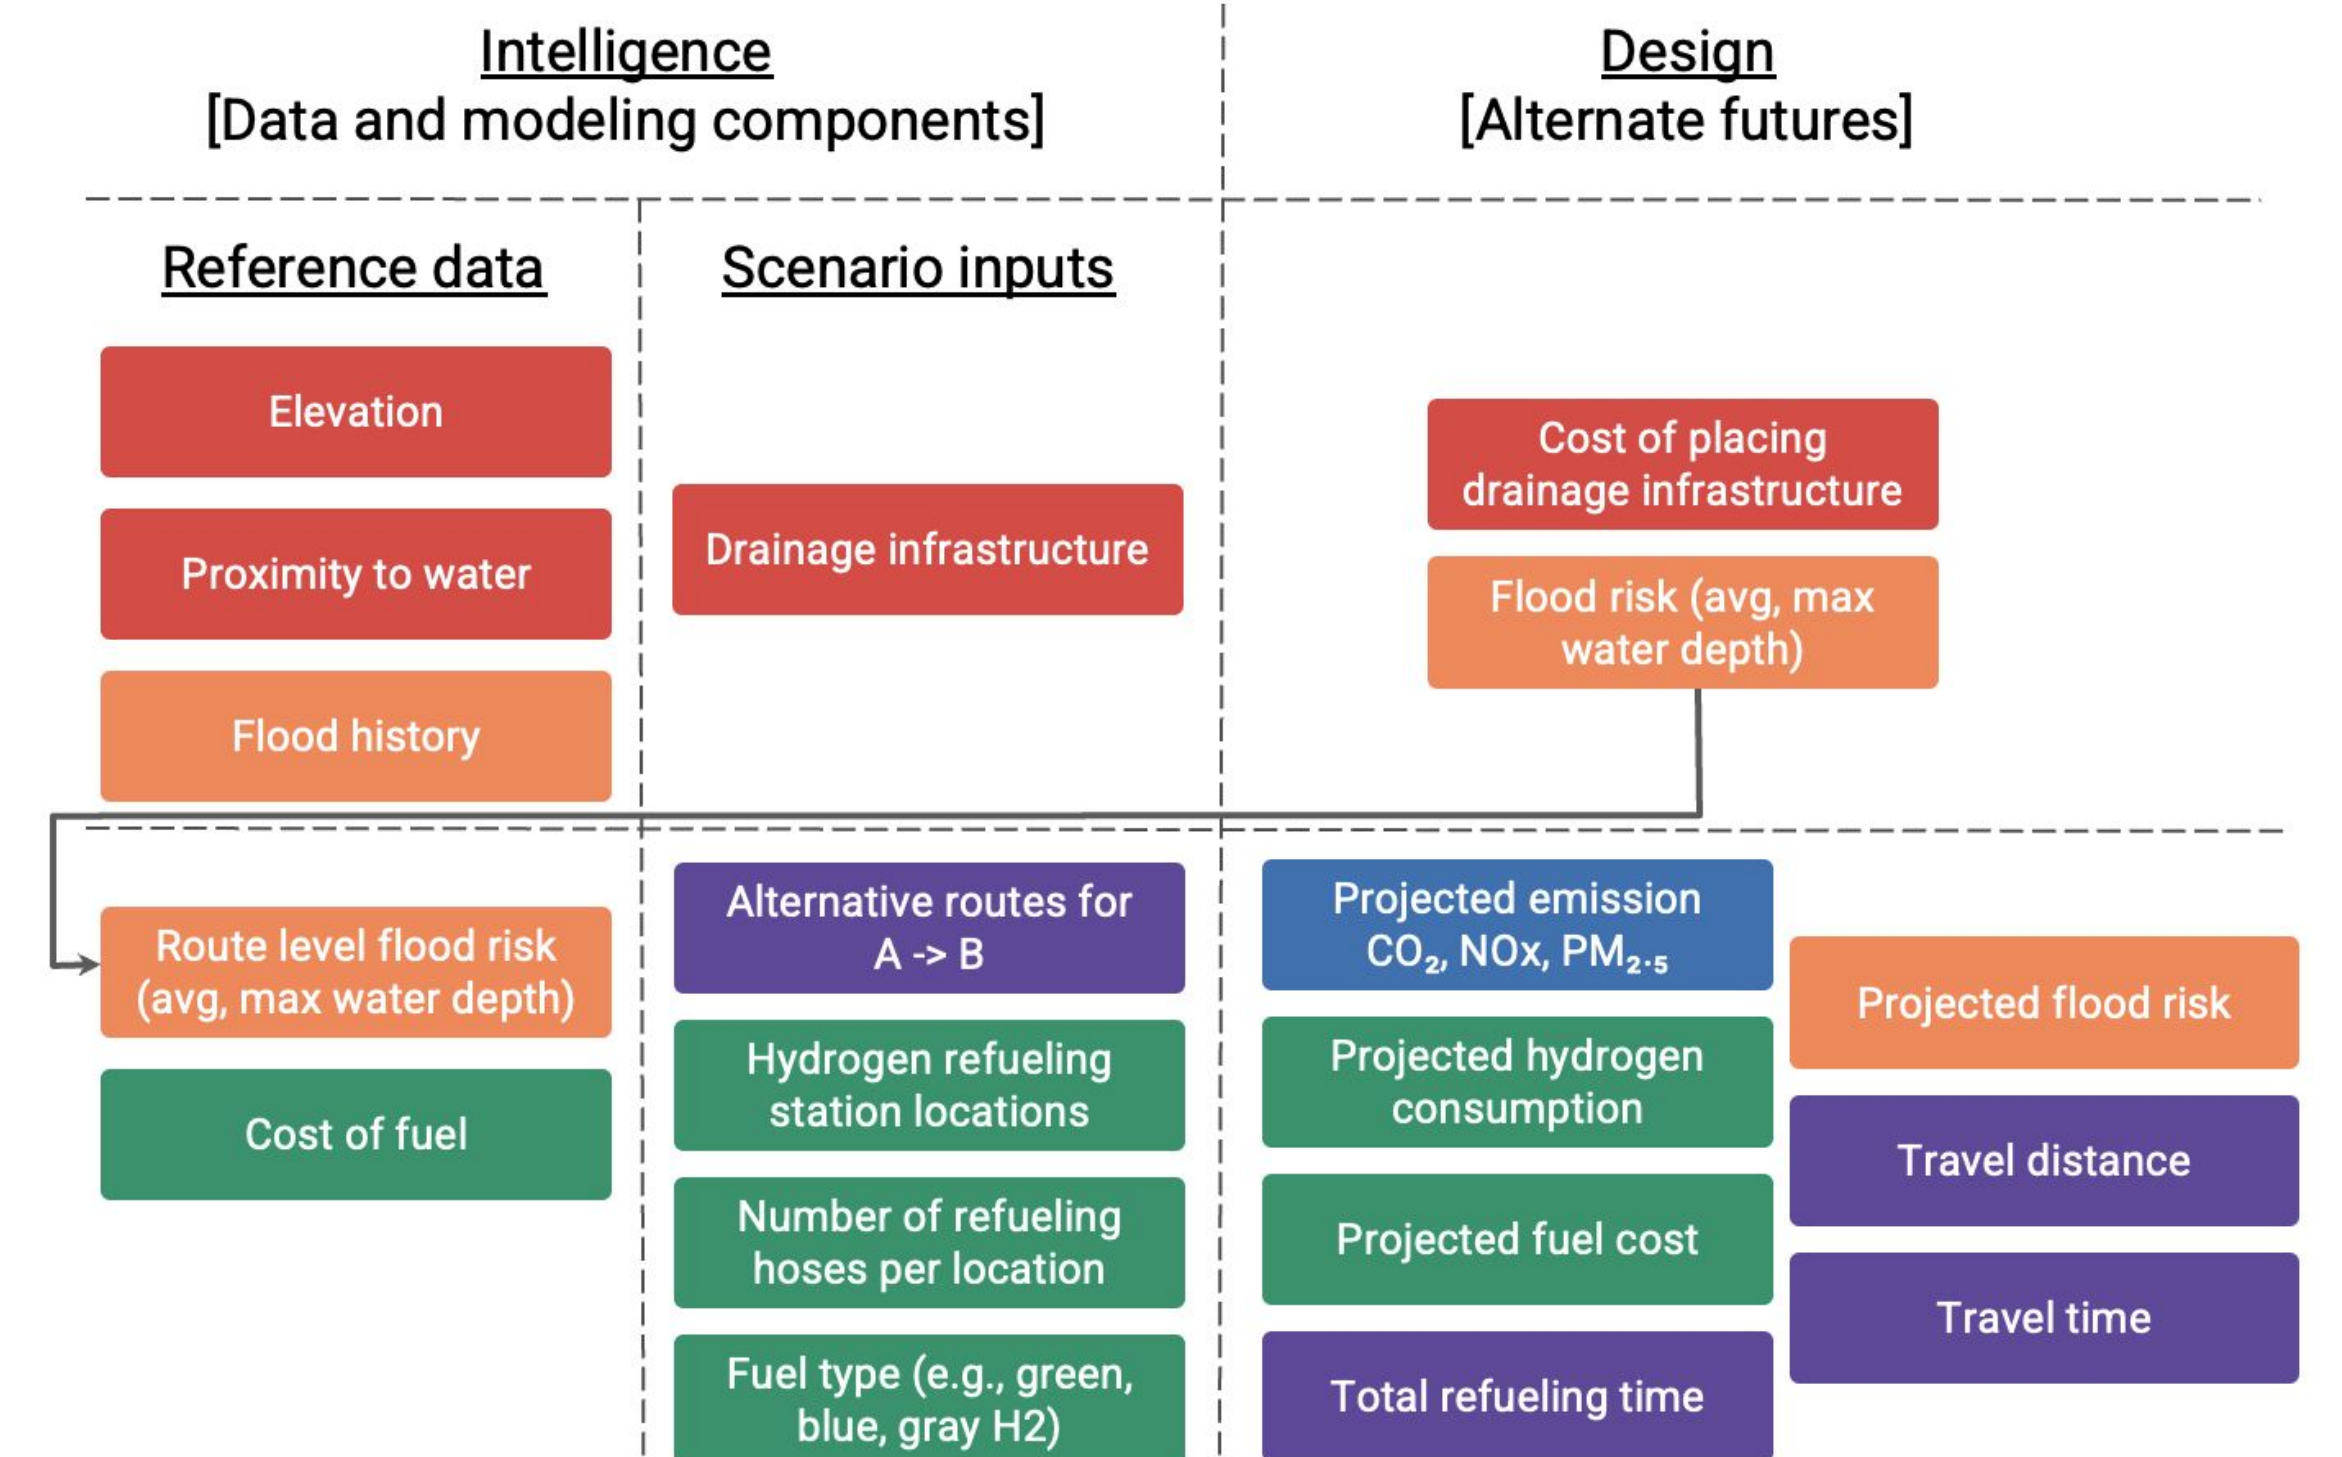 Intelligence
[Data and modeling components]
Design
[Alternate futures]
Reference data
Scenario inputs
Elevation
Proximity to water
Flood history
Drainage infrastructure
Cost of placing
drainage infrastructure
Flood risk (avg, max
water depth)
Route level flood risk
(avg, max water depth)
Cost of fuel
Alternative routes for
A -> B
Hydrogen refueling
station locations
Number of refueling
hoses per location
Fuel type (e.g., green,
blue, gray H2)
Projected emission
CO₂, NOx, PM₂.₅
Projected hydrogen
consumption
Projected fuel cost
Total refueling time
Projected flood risk
Travel distance
Travel time